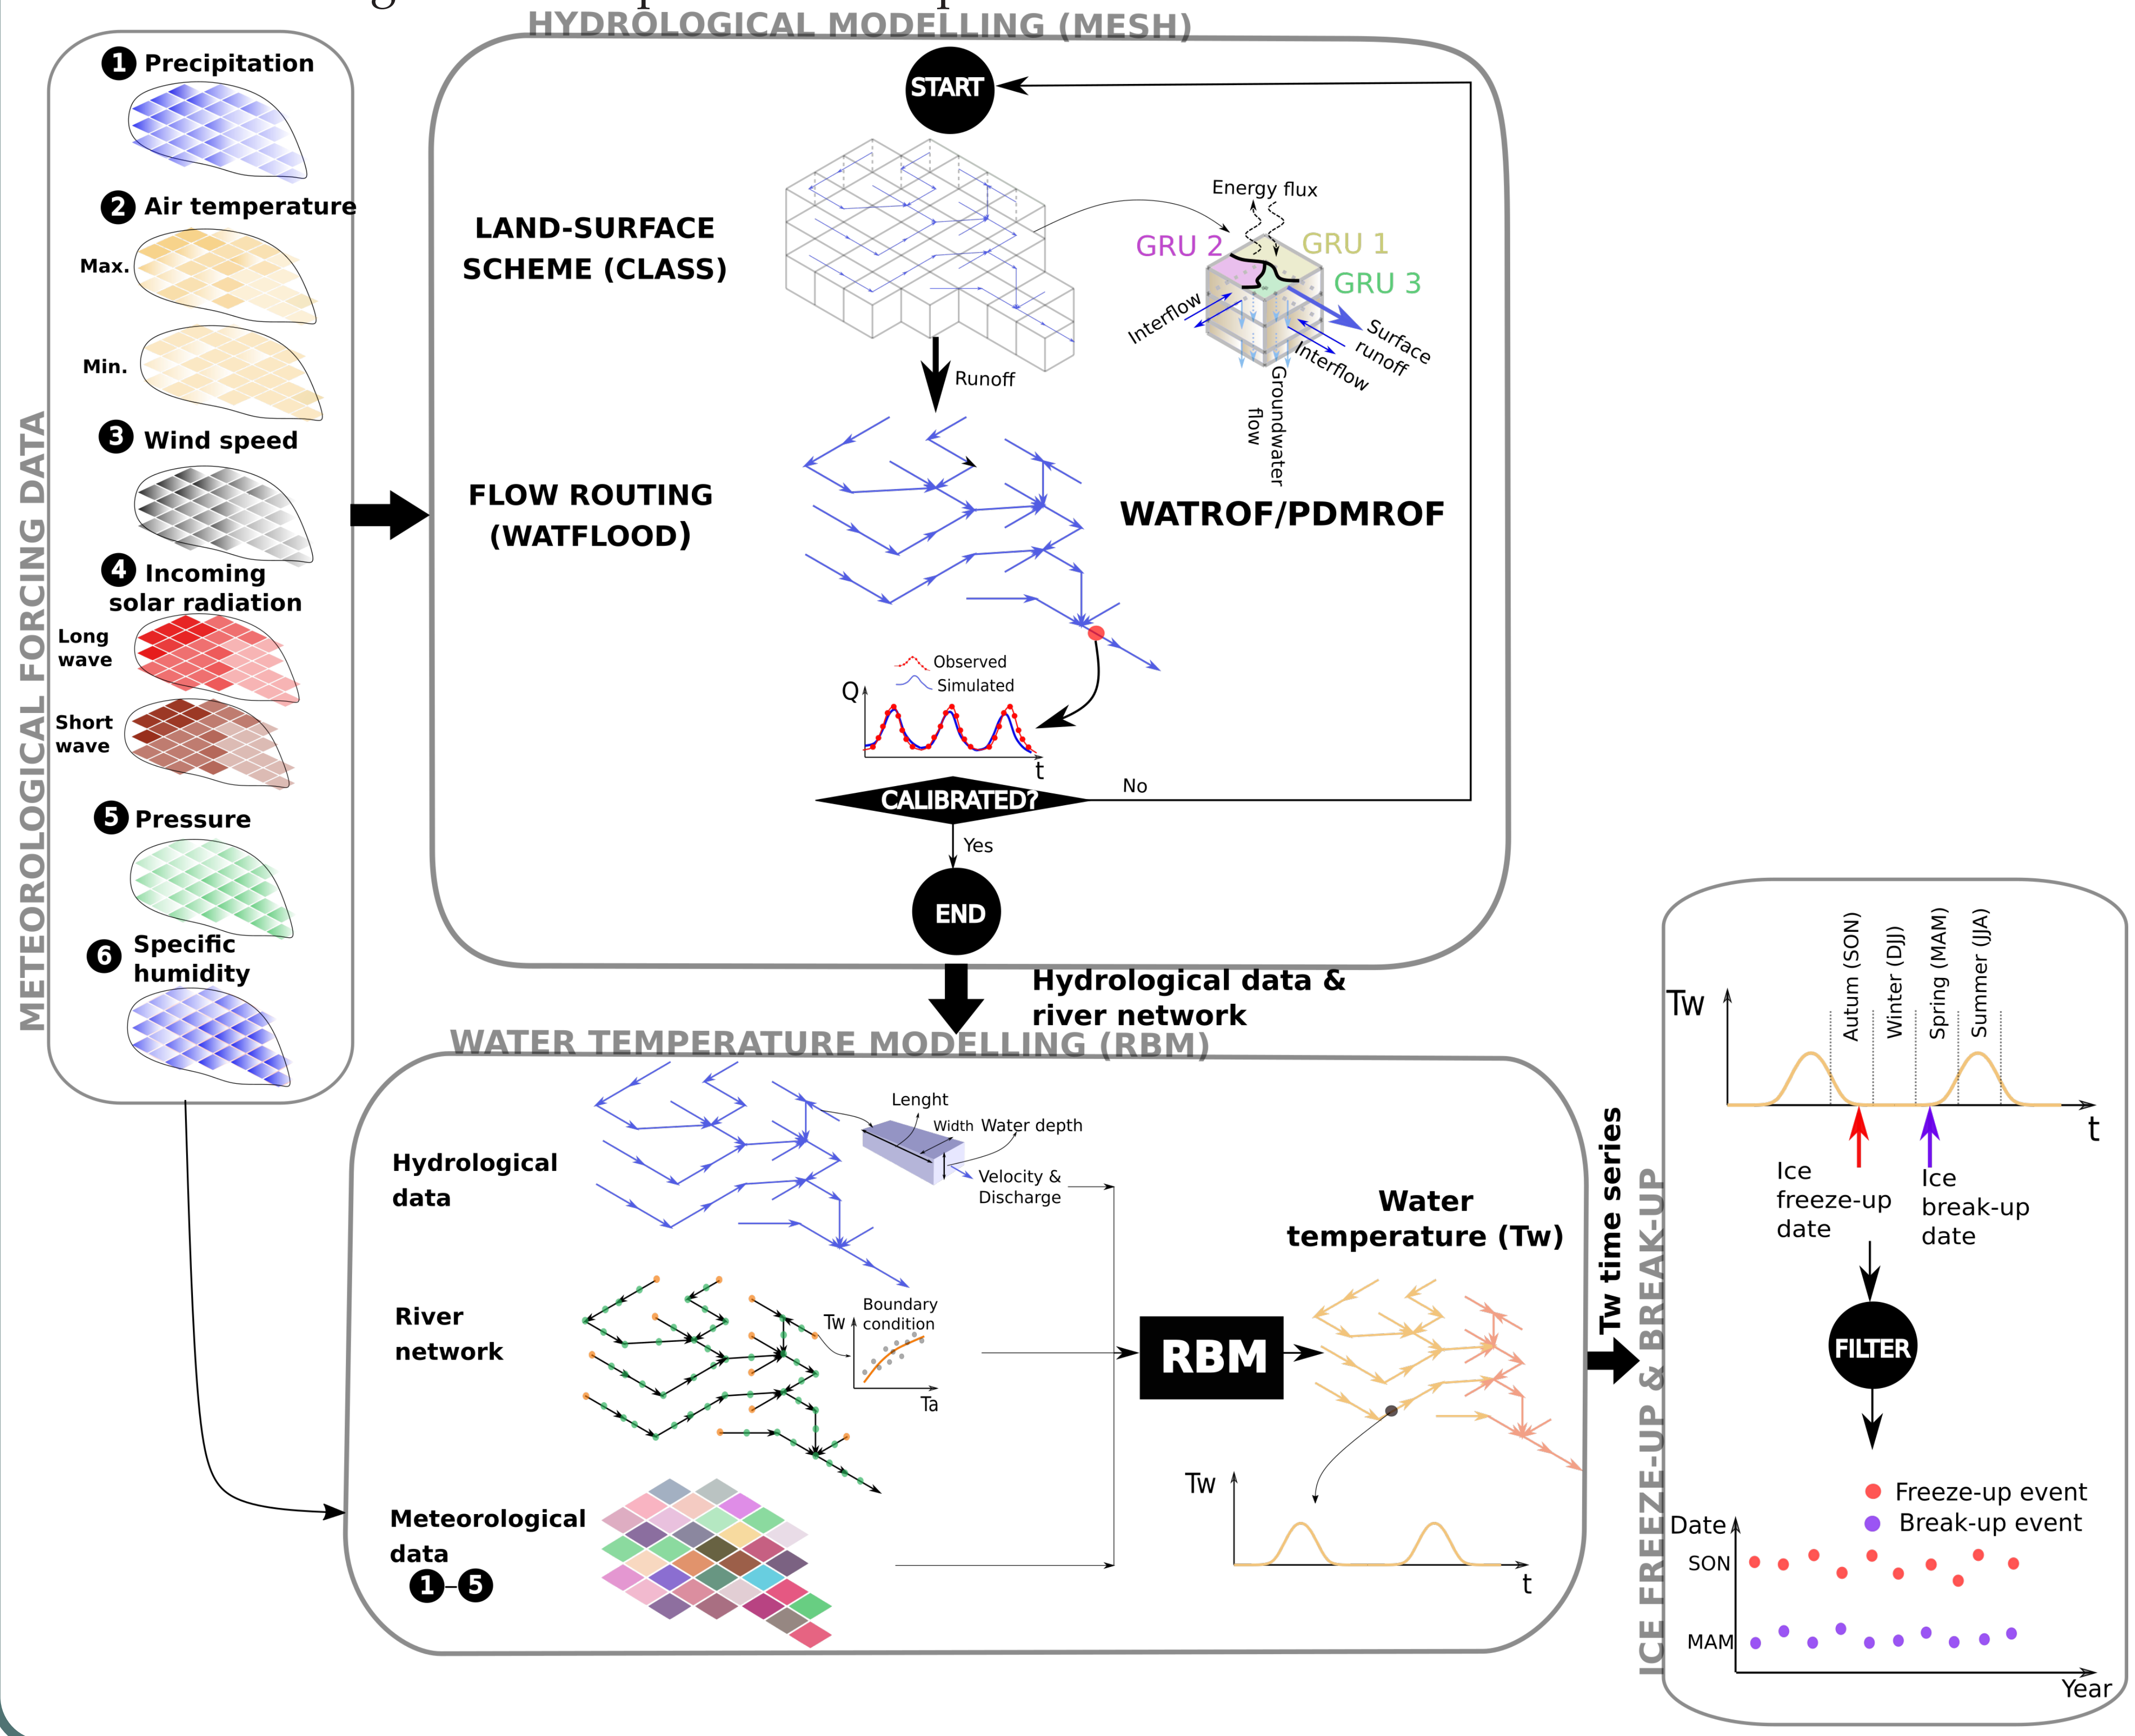 METEOROLOGICAL FORCING DATA
1 Precipitation
2 Air temperature
Max.
Min.
3 Wind speed
4 Incoming
solar radiation
Long
wave
Short
wave
5 Pressure
6 Specific
humidity
HYDROLOGICAL MODELLING (MESH)
START
LAND-SURFACE
SCHEME (CLASS)
Energy flux
GRU 2
GRU 1
GRU 3
Interflow
Surface
runoff
Interflow
Groundwater
flow
Runoff
FLOW ROUTING
(WATFLOOD)
WATROF/PDMROF
Observed
Simulated
Q
t
CALIBRATED?
No
Yes
END
Hydrological data &
river network
WATER TEMPERATURE MODELLING (RBM)
Hydrological
data
Lenght
Width
Water depth
Velocity &
Discharge
River
network
Boundary
condition
Tw
Ta
Meteorological
data
1–5
RBM
Water
temperature (Tw)
Tw
t
Tw time series
ICE FREEZE-UP & BREAK-UP
Tw
Autum (SON)
Winter (DJJ)
Spring (MAM)
Summer (JJA)
t
Ice
freeze-up
date
Ice
break-up
date
FILTER
Freeze-up event
Break-up event
Date
SON
MAM
Year